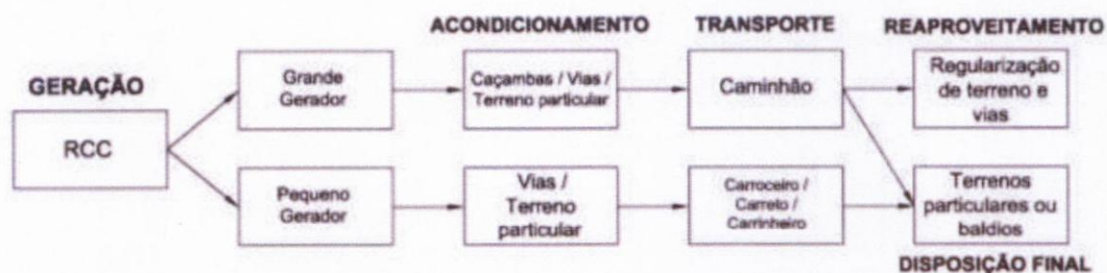 ACONDICIONAMENTO
TRANSPORTE
REAPROVEITAMENTO
GERAÇÃO
RCC
Grande
Gerador
Caçambas / Vias /
Terreno particular
Caminhão
Regularização
de terreno e
vias
Pequeno
Gerador
Vias /
Terreno
particular
Carroceiro /
Carreto /
Carrinheiro
Terrenos
particulares ou
baldios
DISPOSIÇÃO FINAL